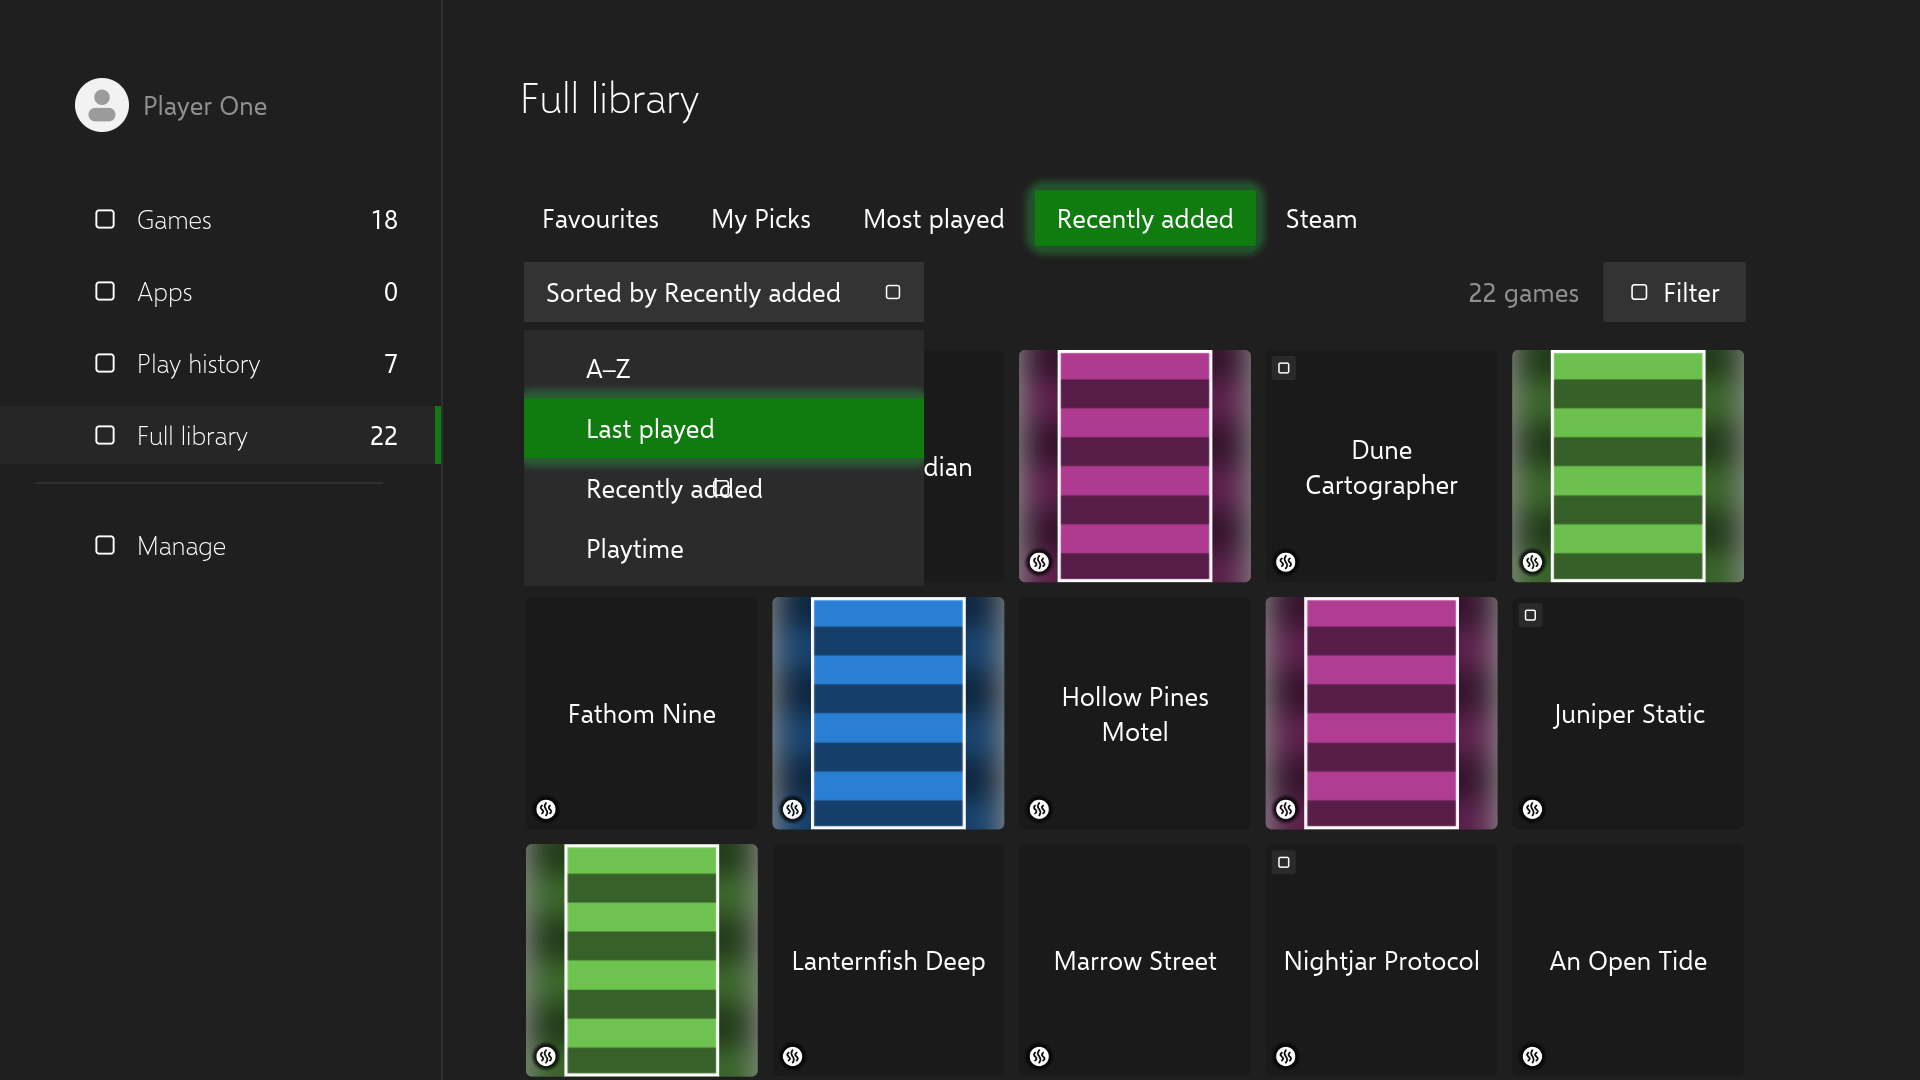 Player One
Games 18
Apps 0
Play history 7
Full library 22
Manage
Full library
Favourites My Picks Most played Recently added Steam
Sorted by Recently added
22 games Filter
A–Z
Last played
Recently added
Playtime
dian
Dune
Cartographer
Fathom Nine
Hollow Pines
Motel
Juniper Static
Lanternfish Deep
Marrow Street
Nightjar Protocol
An Open Tide